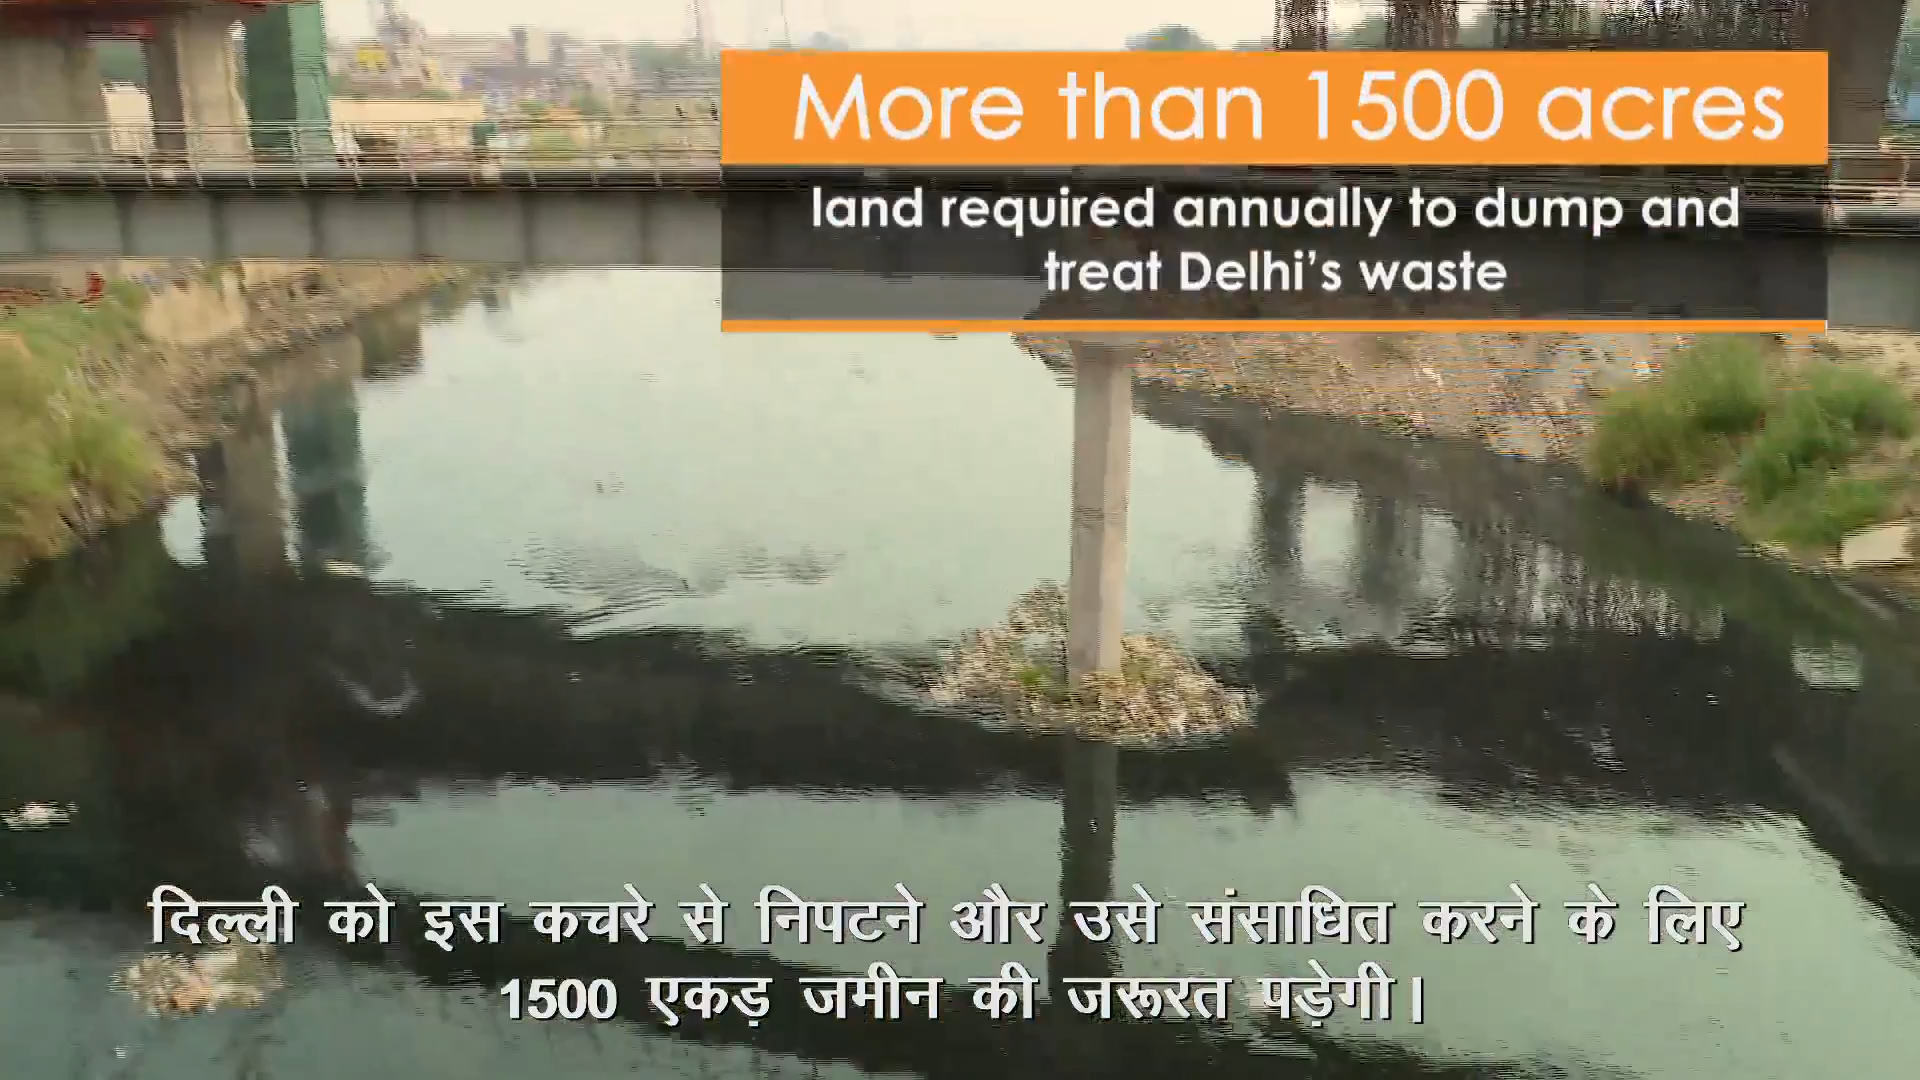 More than 1500 acres
land required annually to dump and
treat Delhi’s waste
दिल्ली को इस कचरे से निपटने और उसे संसाधित करने के लिए
1500 एकड़ जमीन की जरूरत पड़ेगी।